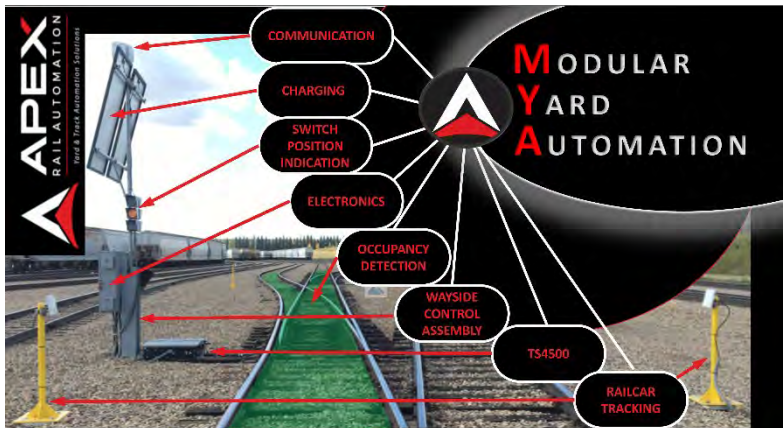 APEX
RAIL AUTOMATION
Yard & Track Automation Solutions
COMMUNICATION
CHARGING
SWITCH
POSITION
INDICATION
ELECTRONICS
OCCUPANCY
DETECTION
WAYSIDE
CONTROL
ASSEMBLY
TS4500
RAILCAR
TRACKING
MODULAR
YARD
AUTOMATION